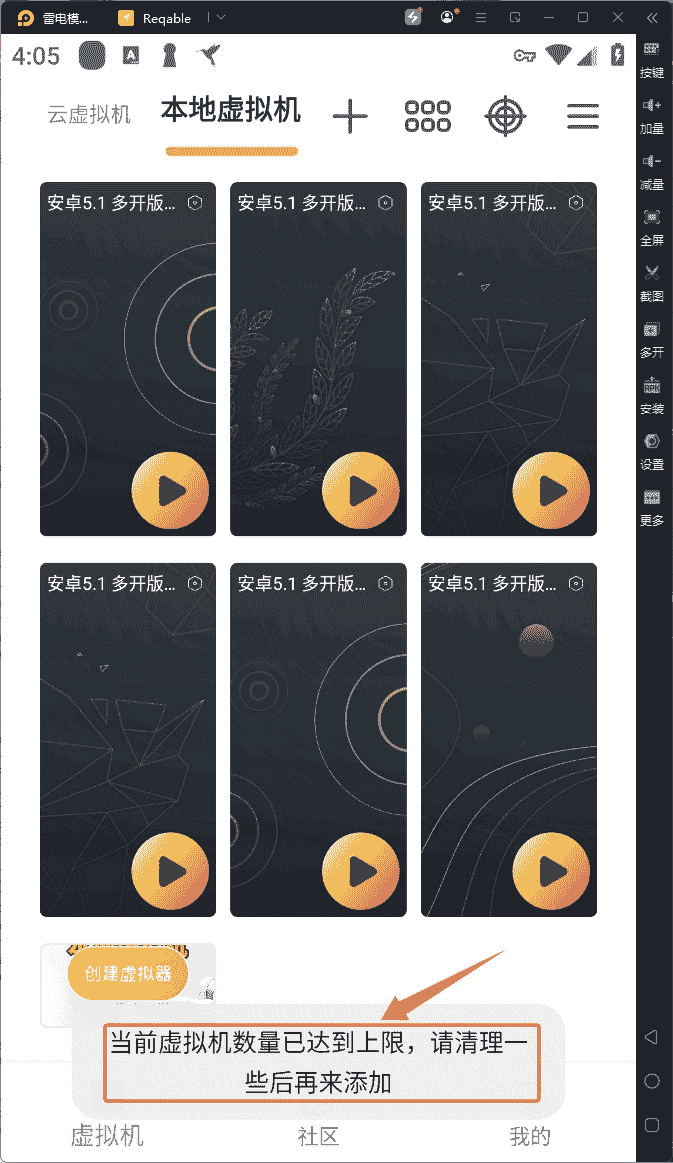 雷电模... Reqable
4:05
云虚拟机 本地虚拟机
安卓5.1 多开版... 安卓5.1 多开版... 安卓5.1 多开版...
安卓5.1 多开版... 安卓5.1 多开版... 安卓5.1 多开版...
创建虚拟器
当前虚拟机数量已达到上限，请清理一
些后再来添加
虚拟机 社区 我的
按键
加量
减量
全屏
截图
多开
安装
设置
更多